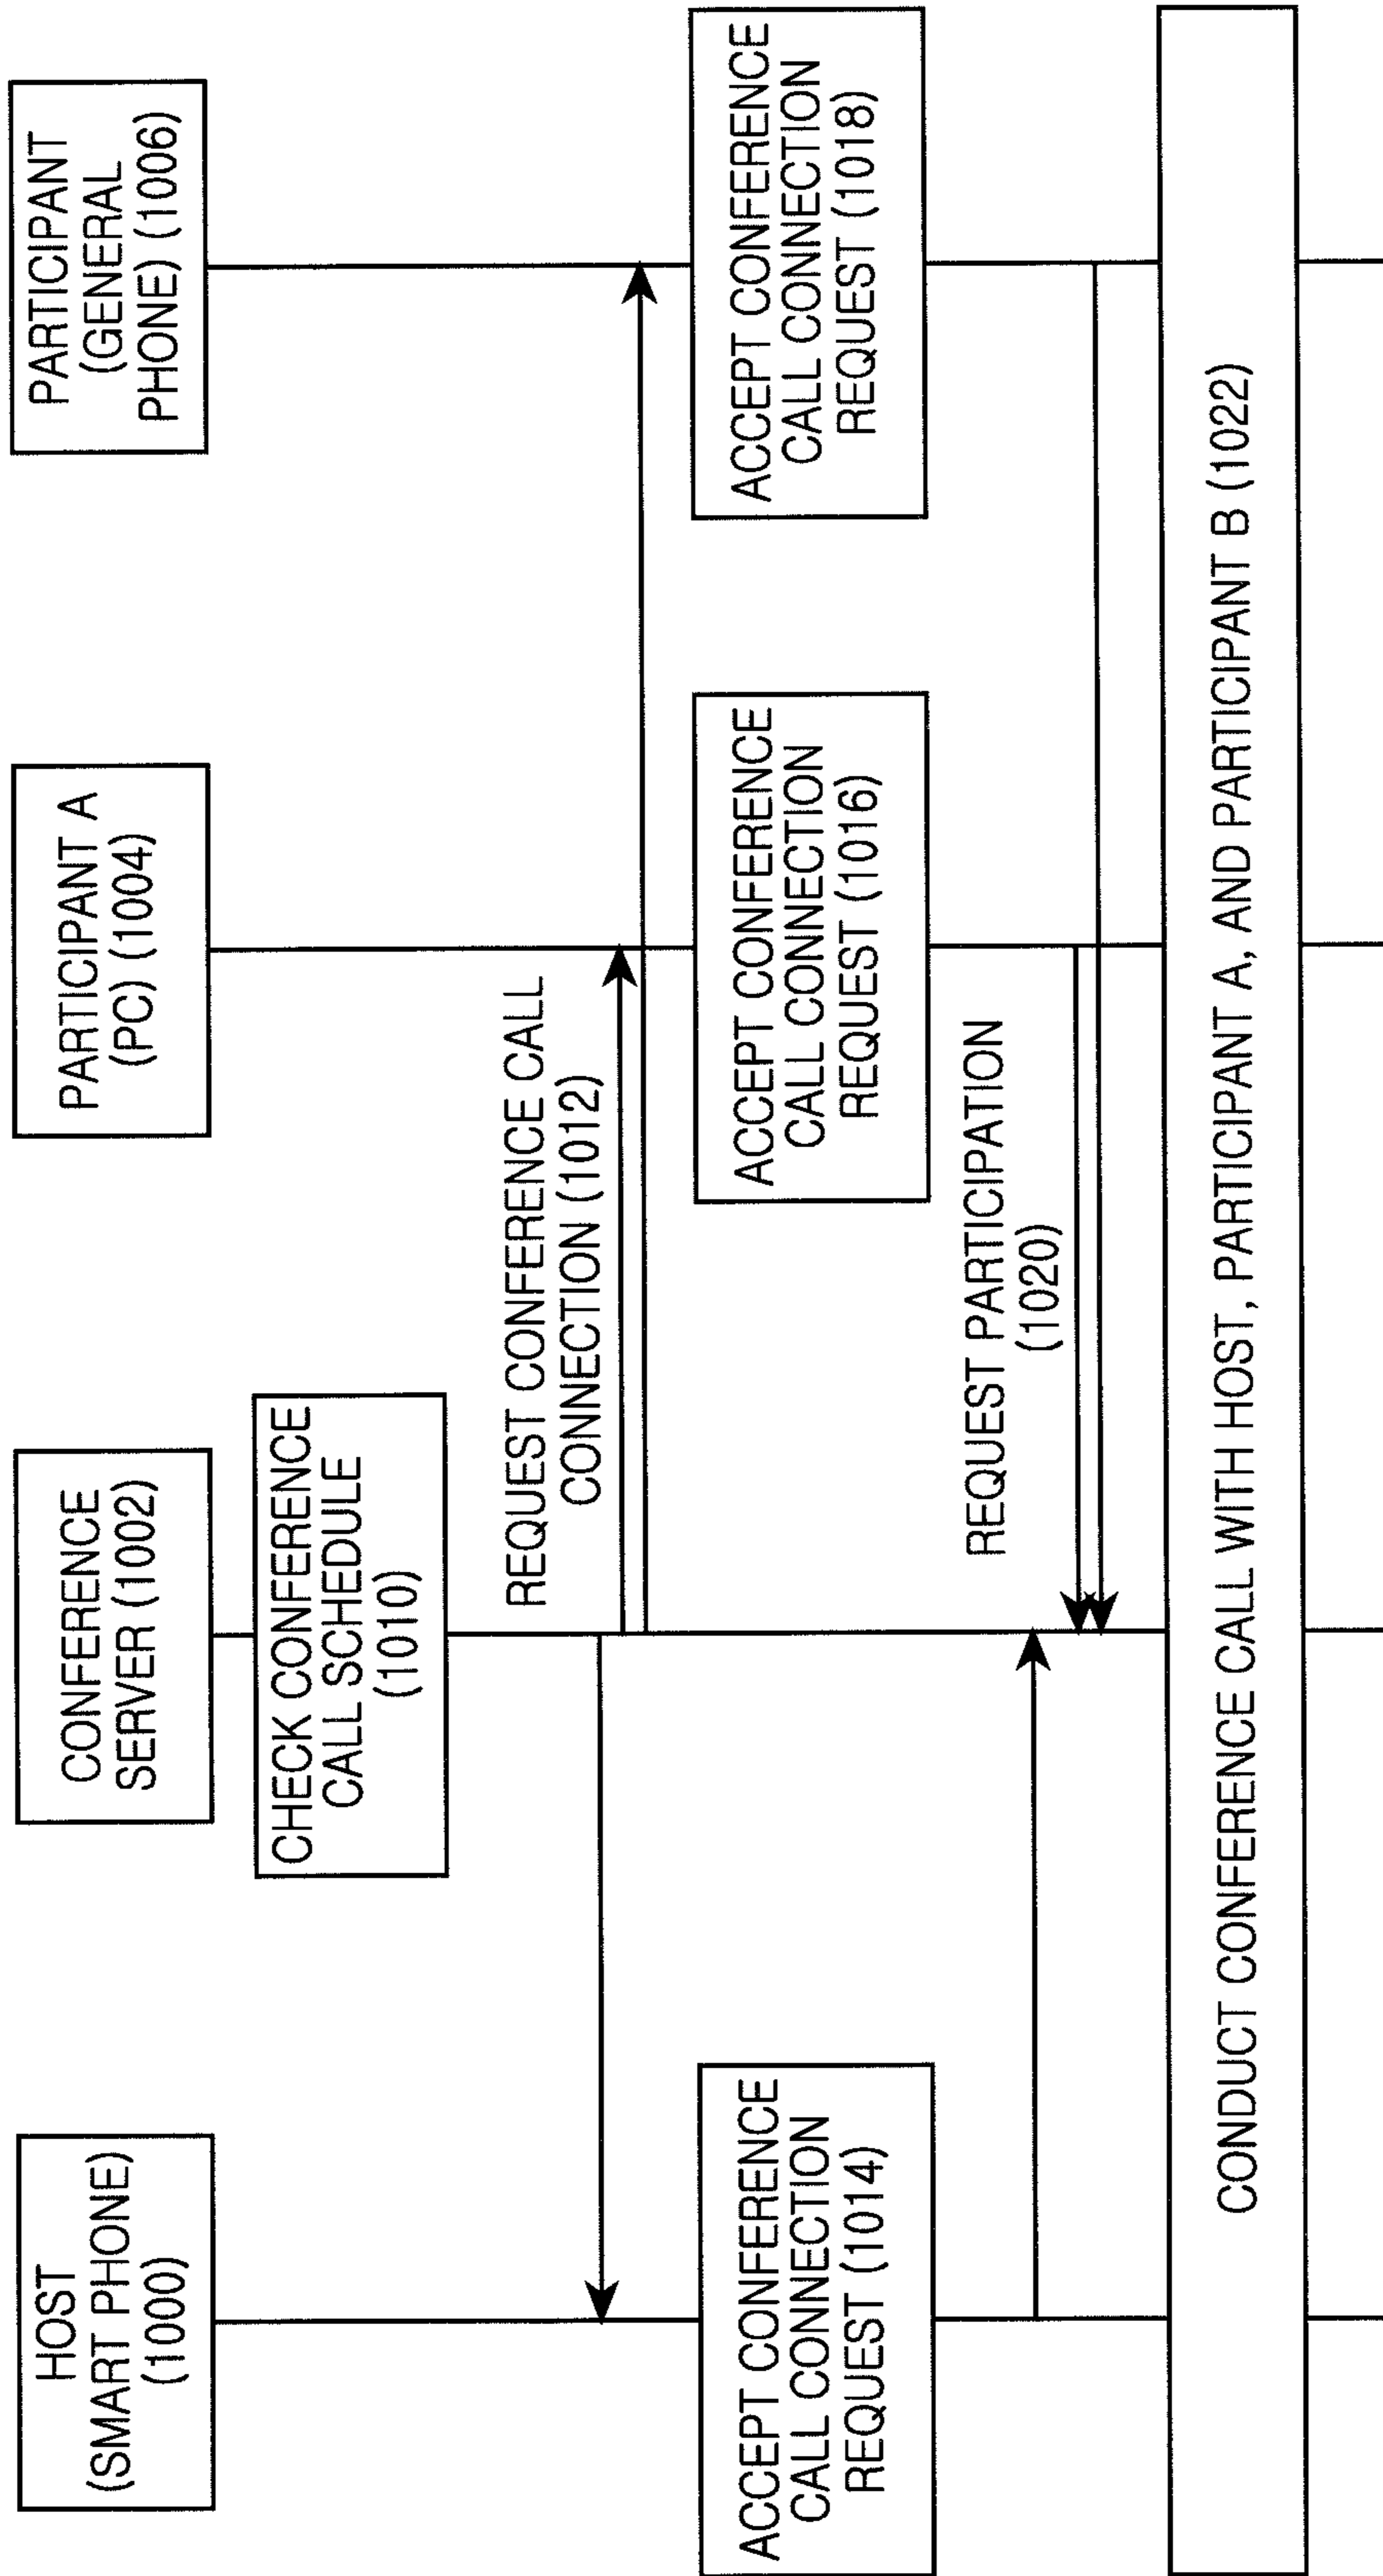 HOST
(SMART PHONE)
(1000)
CONFERENCE
SERVER (1002)
PARTICIPANT A
(PC) (1004)
PARTICIPANT
(GENERAL
PHONE) (1006)
CHECK CONFERENCE
CALL SCHEDULE
(1010)
REQUEST CONFERENCE CALL
CONNECTION (1012)
ACCEPT CONFERENCE
CALL CONNECTION
REQUEST (1014)
ACCEPT CONFERENCE
CALL CONNECTION
REQUEST (1016)
ACCEPT CONFERENCE
CALL CONNECTION
REQUEST (1018)
REQUEST PARTICIPATION
(1020)
CONDUCT CONFERENCE CALL WITH HOST, PARTICIPANT A, AND PARTICIPANT B (1022)